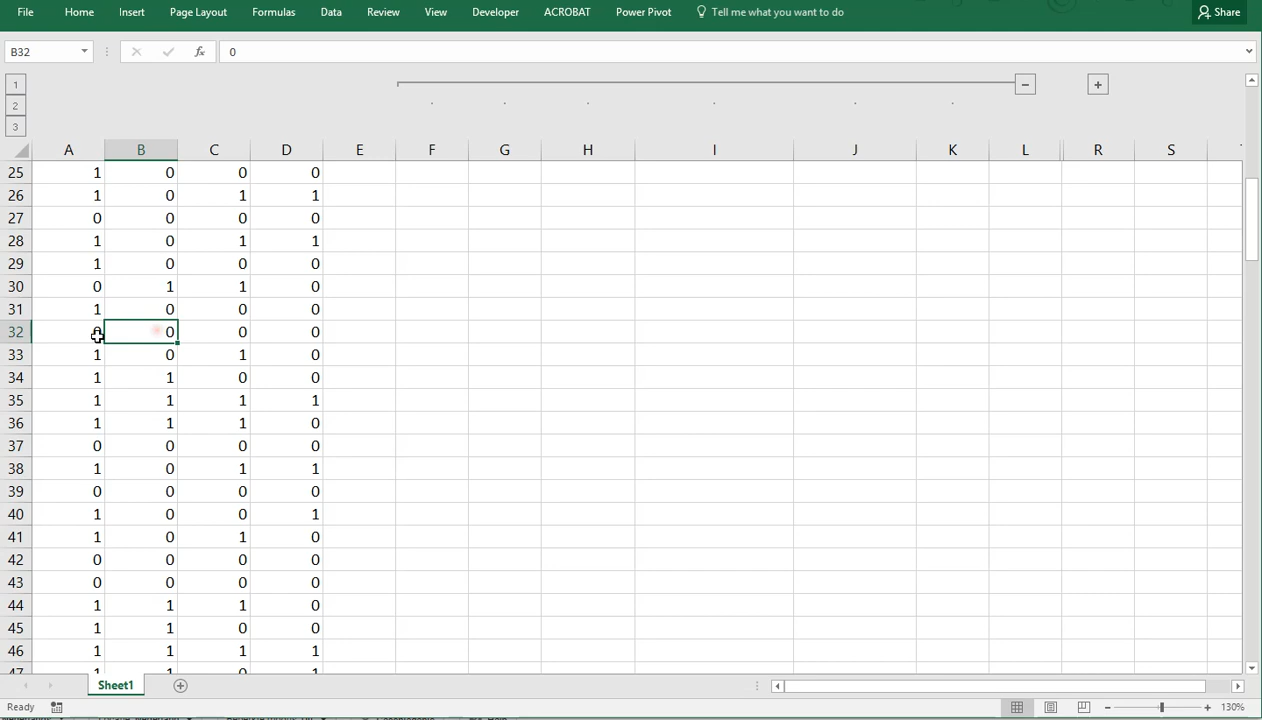 File Home Insert Page Layout Formulas Data Review View Developer ACROBAT Power Pivot Tell me what you want to do Share
B32 fx 0
1
2
3
A B C D E F G H I J K L R S
25 1 0 0 0
26 1 0 1 1
27 0 0 0 0
28 1 0 1 1
29 1 0 0 0
30 0 1 1 0
31 1 0 0 0
32 0 0 0
33 1 0 1 0
34 1 1 0 0
35 1 1 1 1
36 1 1 1 0
37 0 0 0 0
38 1 0 1 1
39 0 0 0 0
40 1 0 0 1
41 1 0 1 0
42 0 0 0 0
43 0 0 0 0
44 1 1 1 0
45 1 1 0 0
46 1 1 1 1
47 1 1 0 1
Sheet1
Ready 130%